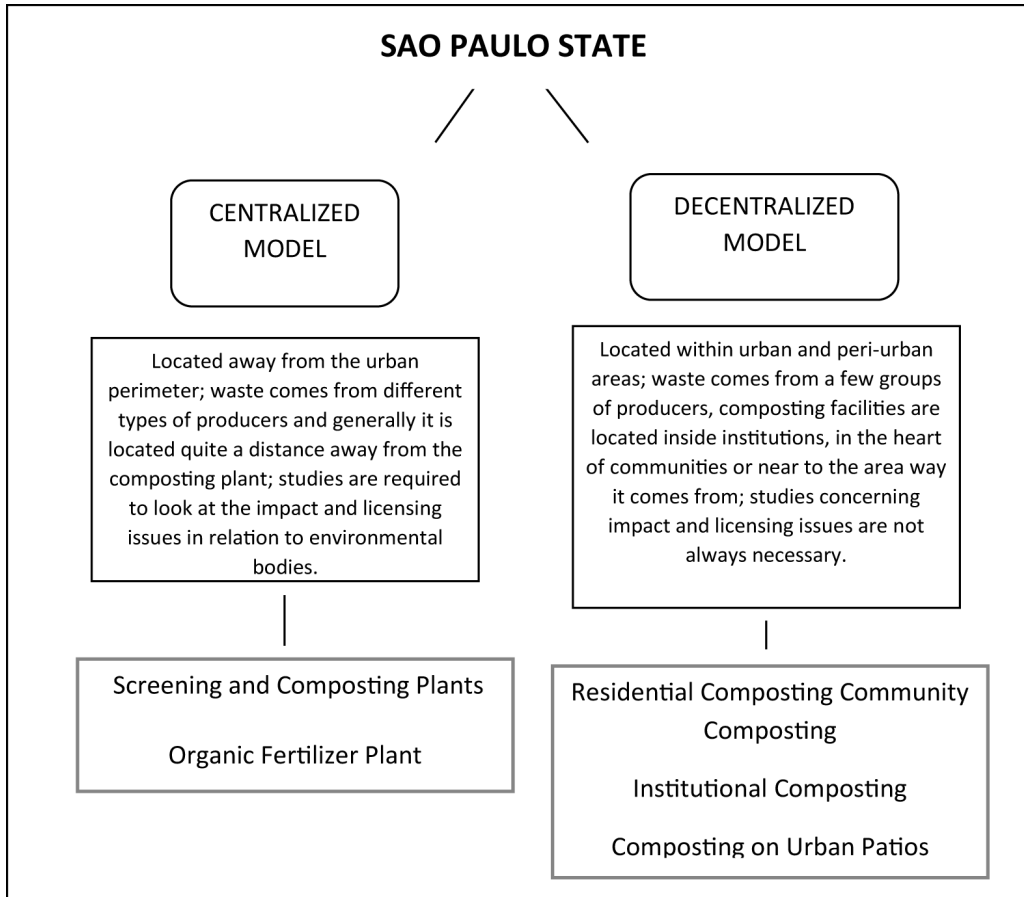 SAO PAULO STATE
CENTRALIZED
MODEL
DECENTRALIZED
MODEL
Located away from the urban
perimeter; waste comes from different
types of producers and generally it is
located quite a distance away from the
composting plant; studies are required
to look at the impact and licensing
issues in relation to environmental
bodies.
Located within urban and peri-urban
areas; waste comes from a few groups
of producers, composting facilities are
located inside institutions, in the heart
of communities or near to the area way
it comes from; studies concerning
impact and licensing issues are not
always necessary.
Screening and Composting Plants
Organic Fertilizer Plant
Residential Composting Community
Composting
Institutional Composting
Composting on Urban Patios